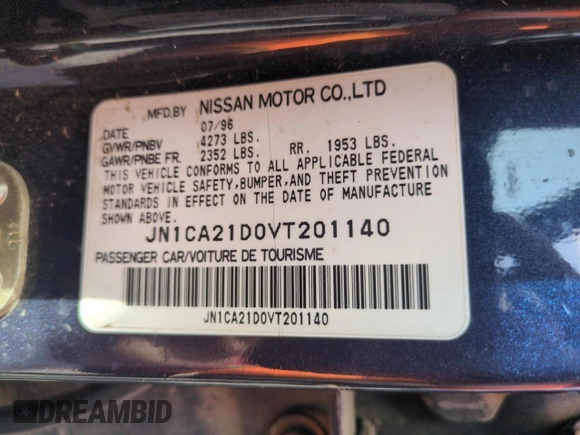 MFD.BY NISSAN MOTOR CO.,LTD
DATE 07/96
GVWR/PNBV 4273 LBS.
GAWR/PNBE FR. 2352 LBS. RR. 1953 LBS.
THIS VEHICLE CONFORMS TO ALL APPLICABLE FEDERAL
MOTOR VEHICLE SAFETY,BUMPER,AND THEFT PREVENTION
STANDARDS IN EFFECT ON THE DATE OF MANUFACTURE
SHOWN ABOVE.
JN1CA21D0VT201140
PASSENGER CAR/VOITURE DE TOURISME
JN1CA21D0VT201140
DREAMBID